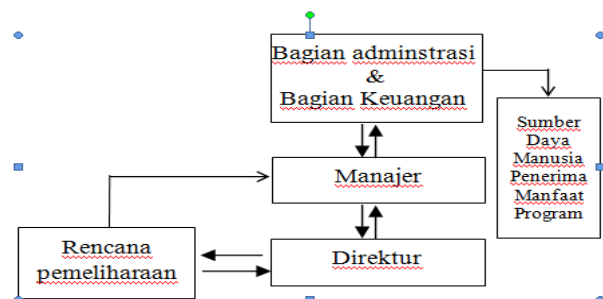 Bagian adminstrasi
&
Bagian Keuangan
Sumber
Daya
Manusia
Penerima
Manfaat
Program
Manajer
Rencana
pemeliharaan
Direktur